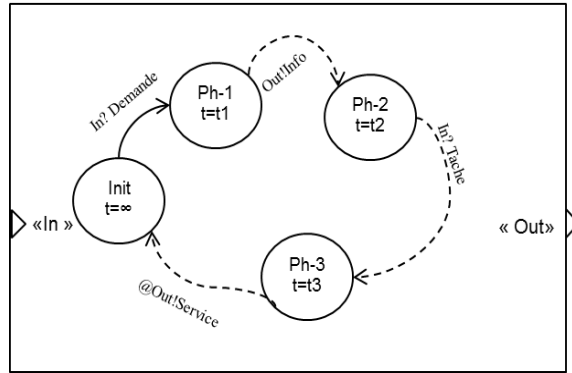 Ph-1
t=t1
Out!Info
Ph-2
t=t2
In? Demande
In? Tache
Init
t=∞
«In »
« Out»
Ph-3
t=t3
@Out!Service